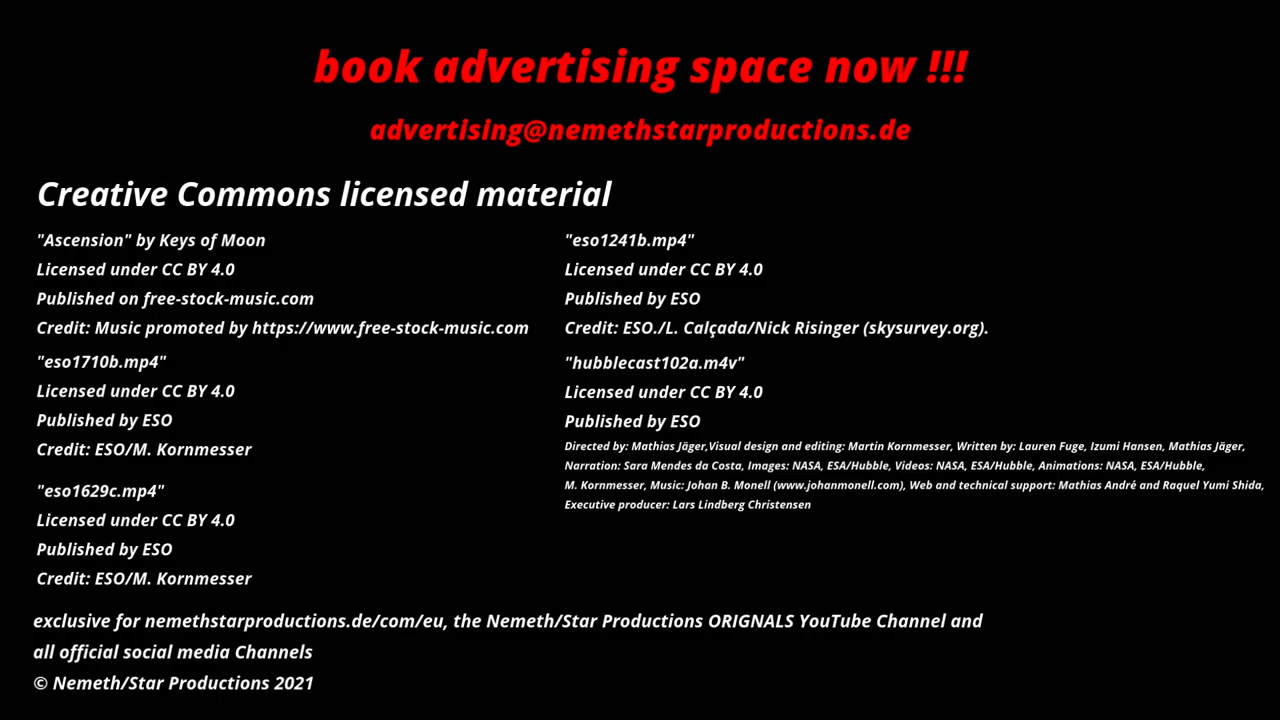 book advertising space now !!!
advertising@nemethstarproductions.de
Creative Commons licensed material
"Ascension" by Keys of Moon
Licensed under CC BY 4.0
Published on free-stock-music.com
Credit: Music promoted by https://www.free-stock-music.com
"eso1710b.mp4"
Licensed under CC BY 4.0
Published by ESO
Credit: ESO/M. Kornmesser
"eso1629c.mp4"
Licensed under CC BY 4.0
Published by ESO
Credit: ESO/M. Kornmesser
"eso1241b.mp4"
Licensed under CC BY 4.0
Published by ESO
Credit: ESO./L. Calçada/Nick Risinger (skysurvey.org).
"hubblecast102a.m4v"
Licensed under CC BY 4.0
Published by ESO
Directed by: Mathias Jäger,Visual design and editing: Martin Kornmesser, Written by: Lauren Fuge, Izumi Hansen, Mathias Jäger,
Narration: Sara Mendes da Costa, Images: NASA, ESA/Hubble, Videos: NASA, ESA/Hubble, Animations: NASA, ESA/Hubble,
M. Kornmesser, Music: Johan B. Monell (www.johanmonell.com), Web and technical support: Mathias André and Raquel Yumi Shida,
Executive producer: Lars Lindberg Christensen
exclusive for nemethstarproductions.de/com/eu, the Nemeth/Star Productions ORIGNALS YouTube Channel and
all official social media Channels
© Nemeth/Star Productions 2021